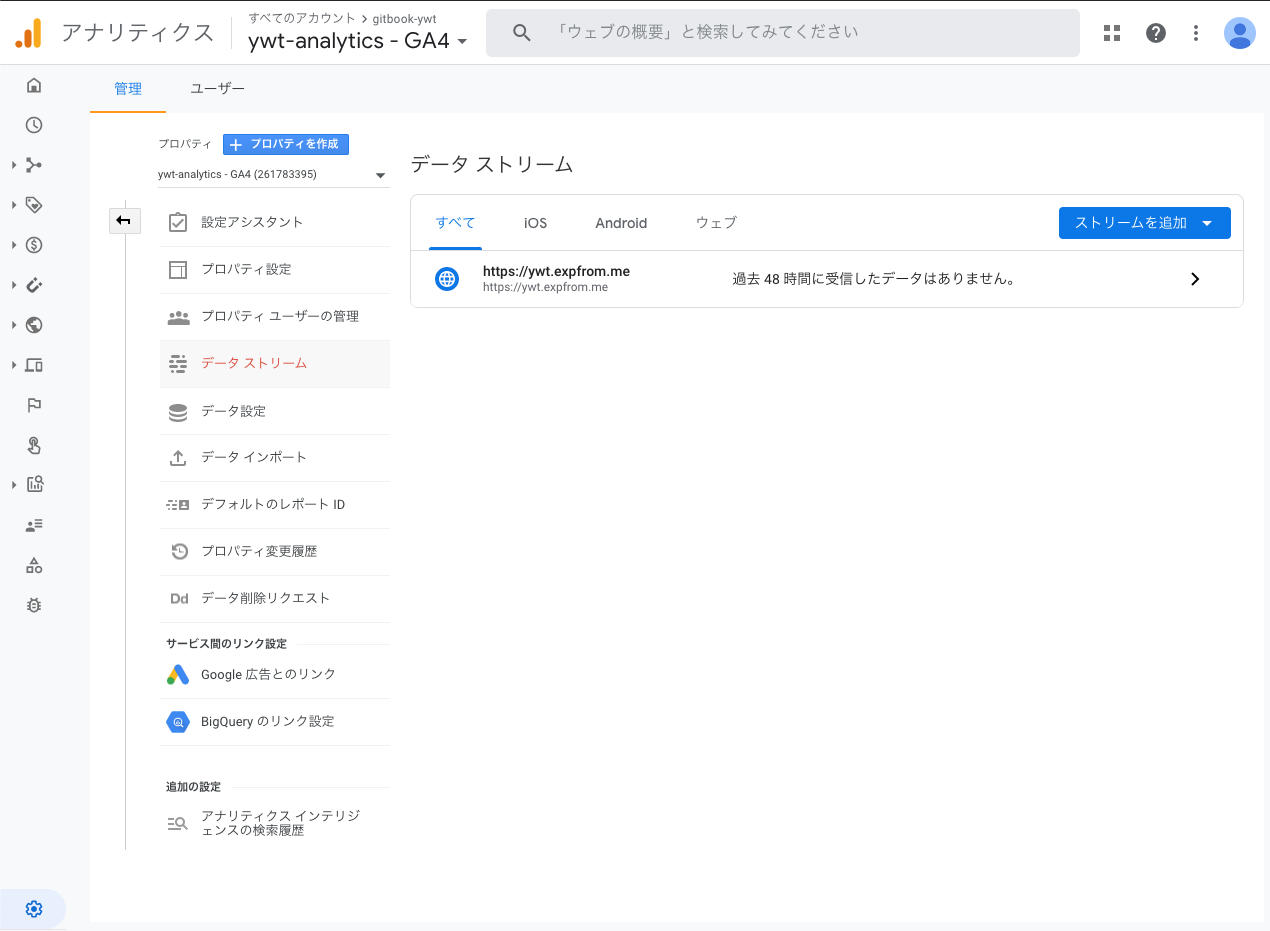 アナリティクス
すべてのアカウント > gitbook-ywt
ywt-analytics - GA4
「ウェブの概要」と検索してみてください
管理
ユーザー
プロパティ
プロパティを作成
ywt-analytics - GA4 (261783395)
設定アシスタント
プロパティ設定
プロパティ ユーザーの管理
データ ストリーム
データ設定
データ インポート
デフォルトのレポート ID
プロパティ変更履歴
Dd データ削除リクエスト
サービス間のリンク設定
Google 広告とのリンク
BigQuery のリンク設定
追加の設定
アナリティクス インテリジ
ェンスの検索履歴
データ ストリーム
すべて
iOS
Android
ウェブ
ストリームを追加
https://ywt.expfrom.me
https://ywt.expfrom.me
過去 48 時間に受信したデータはありません。